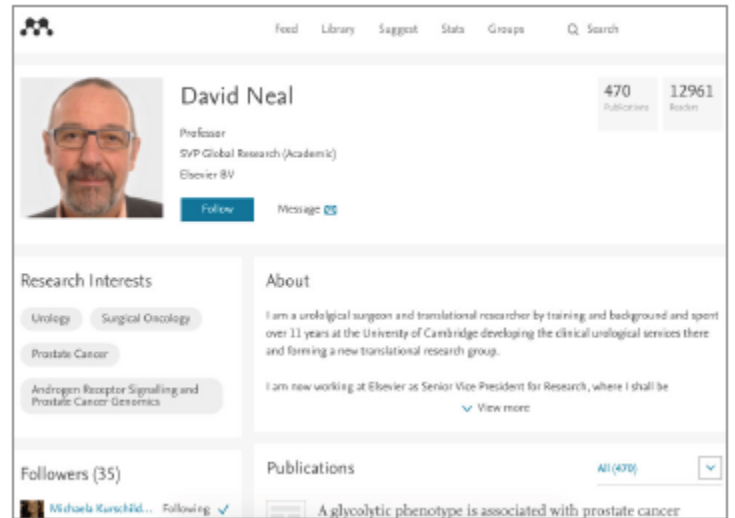 Feed Library Suggest Stats Groups Search
David Neal
470 12961
Publications Readers
Professor
SVP Global Research (Academic)
Elsevier BV
Follow Message
Research Interests
Urology Surgical Oncology
Prostate Cancer
Androgen Receptor Signalling and
Prostate Cancer Genomics
About
I am a urololgical surgeon and translational researcher by training and background and spent
over 11 years at the University of Cambridge developing the clinical urological services there
and forming a new translational research group.
I am now working at Elsevier as Senior Vice President for Research, where I shall be
View more
Followers (35)
Michaela Kurschild... Following
Publications All (470)
A glycolytic phenotype is associated with prostate cancer